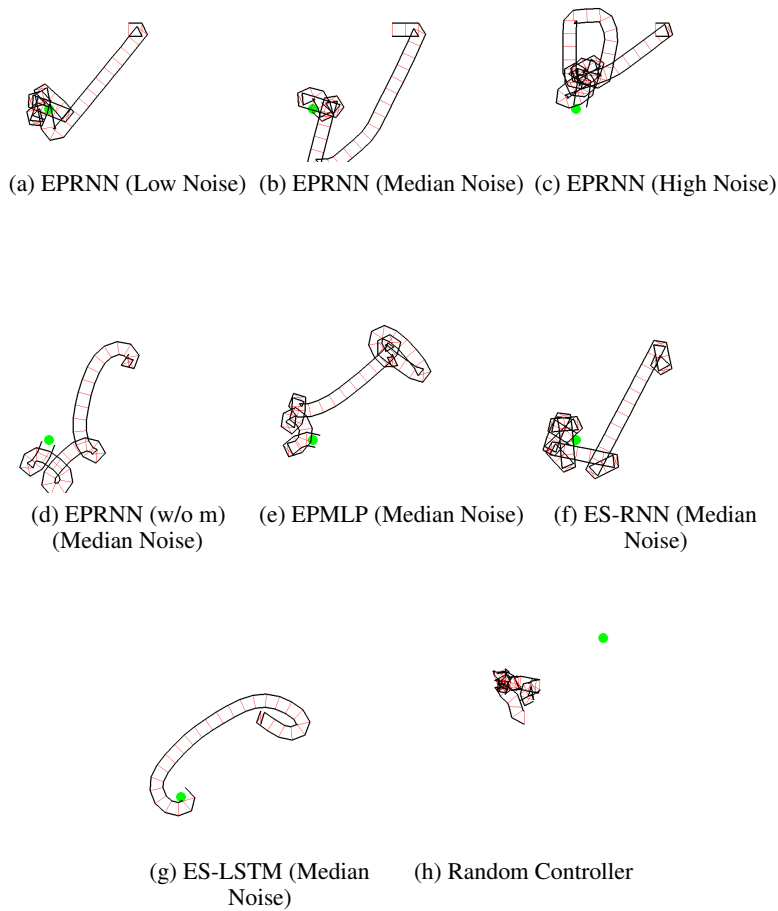 (a) EPRNN (Low Noise)
(b) EPRNN (Median Noise)
(c) EPRNN (High Noise)
(d) EPRNN (w/o m)
(Median Noise)
(e) EPMLP (Median Noise)
(f) ES-RNN (Median
Noise)
(g) ES-LSTM (Median
Noise)
(h) Random Controller